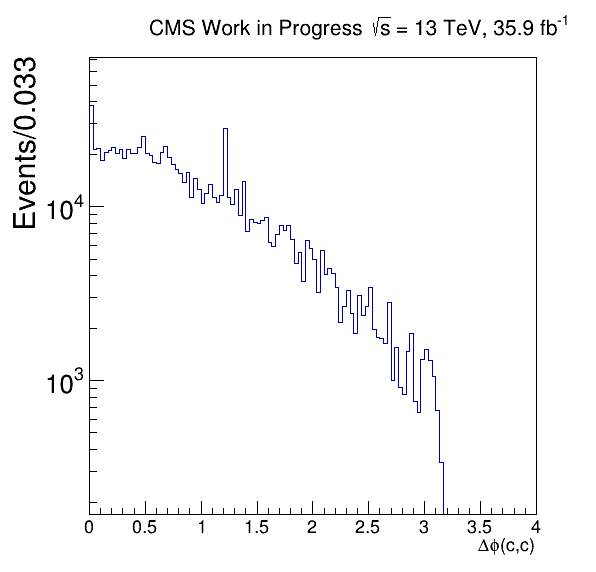 CMS Work in Progress √s = 13 TeV, 35.9 fb⁻¹
Events/0.033
10⁴
10³
0 0.5 1 1.5 2 2.5 3 3.5 4
Δϕ(c,c)